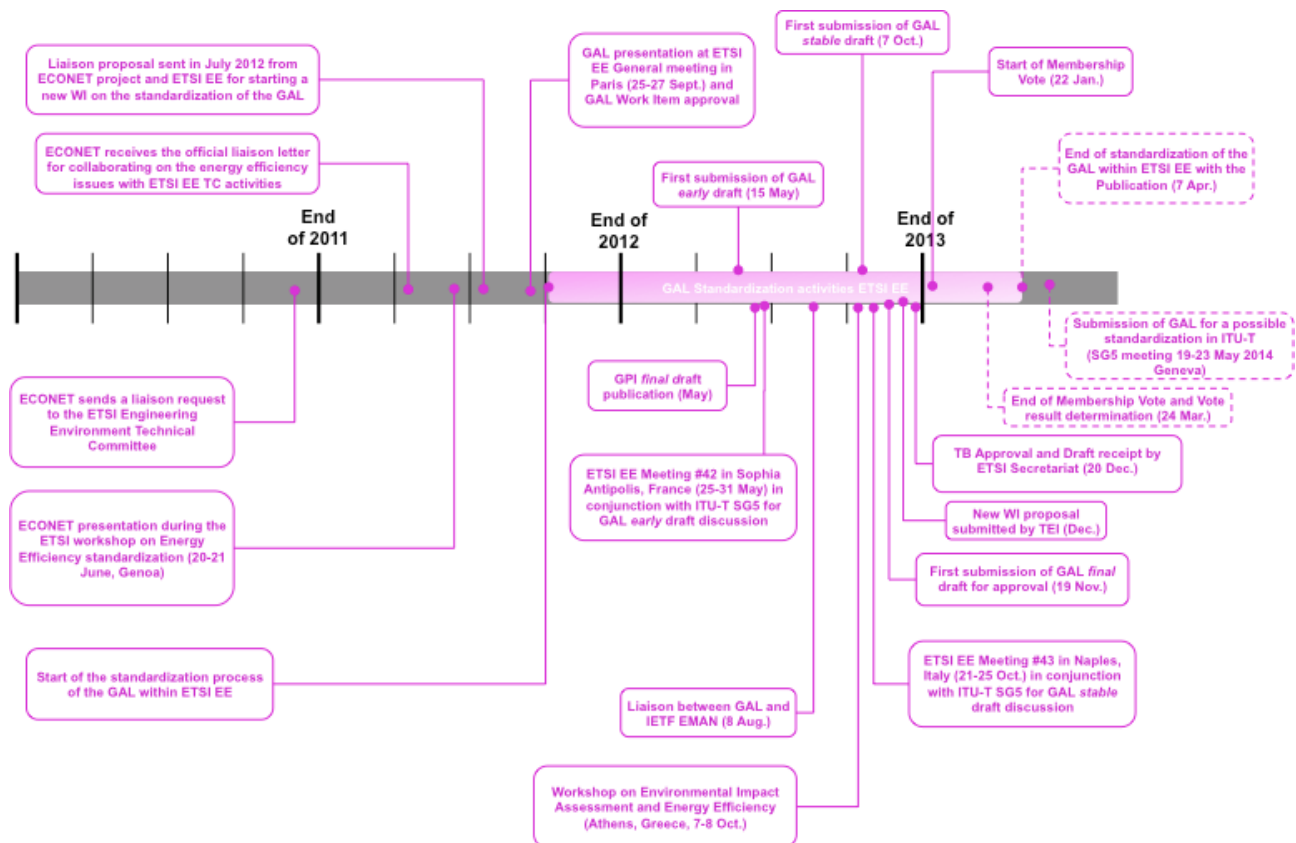 First submission of GAL
stable draft (7 Oct.)
Liaison proposal sent in July 2012 from
ECONET project and ETSI EE for starting a
new WI on the standardization of the GAL
GAL presentation at ETSI
EE General meeting in
Paris (25-27 Sept.) and
GAL Work Item approval
Start of Membership
Vote (22 Jan.)
ECONET receives the official liaison letter
for collaborating on the energy efficiency
issues with ETSI EE TC activities
First submission of GAL
early draft (15 May)
End of standardization of the
GAL within ETSI EE with the
Publication (7 Apr.)
End
of 2011
End of
2012
End of
2013
GAL Standardization activities ETSI EE
Submission of GAL for a possible
standardization in ITU-T
(SG5 meeting 19-23 May 2014
Geneva)
GPI final draft
publication (May)
End of Membership Vote and Vote
result determination (24 Mar.)
ECONET sends a liaison request
to the ETSI Engineering
Environment Technical
Committee
TB Approval and Draft receipt by
ETSI Secretariat (20 Dec.)
ETSI EE Meeting #42 in Sophia
Antipolis, France (25-31 May) in
conjunction with ITU-T SG5 for
GAL early draft discussion
ECONET presentation during the
ETSI workshop on Energy
Efficiency standardization (20-21
June, Genoa)
New WI proposal
submitted by TEI (Dec.)
First submission of GAL final
draft for approval (19 Nov.)
Start of the standardization process
of the GAL within ETSI EE
ETSI EE Meeting #43 in Naples,
Italy (21-25 Oct.) in conjunction
with ITU-T SG5 for GAL stable
draft discussion
Liaison between GAL and
IETF EMAN (8 Aug.)
Workshop on Environmental Impact
Assessment and Energy Efficiency
(Athens, Greece, 7-8 Oct.)